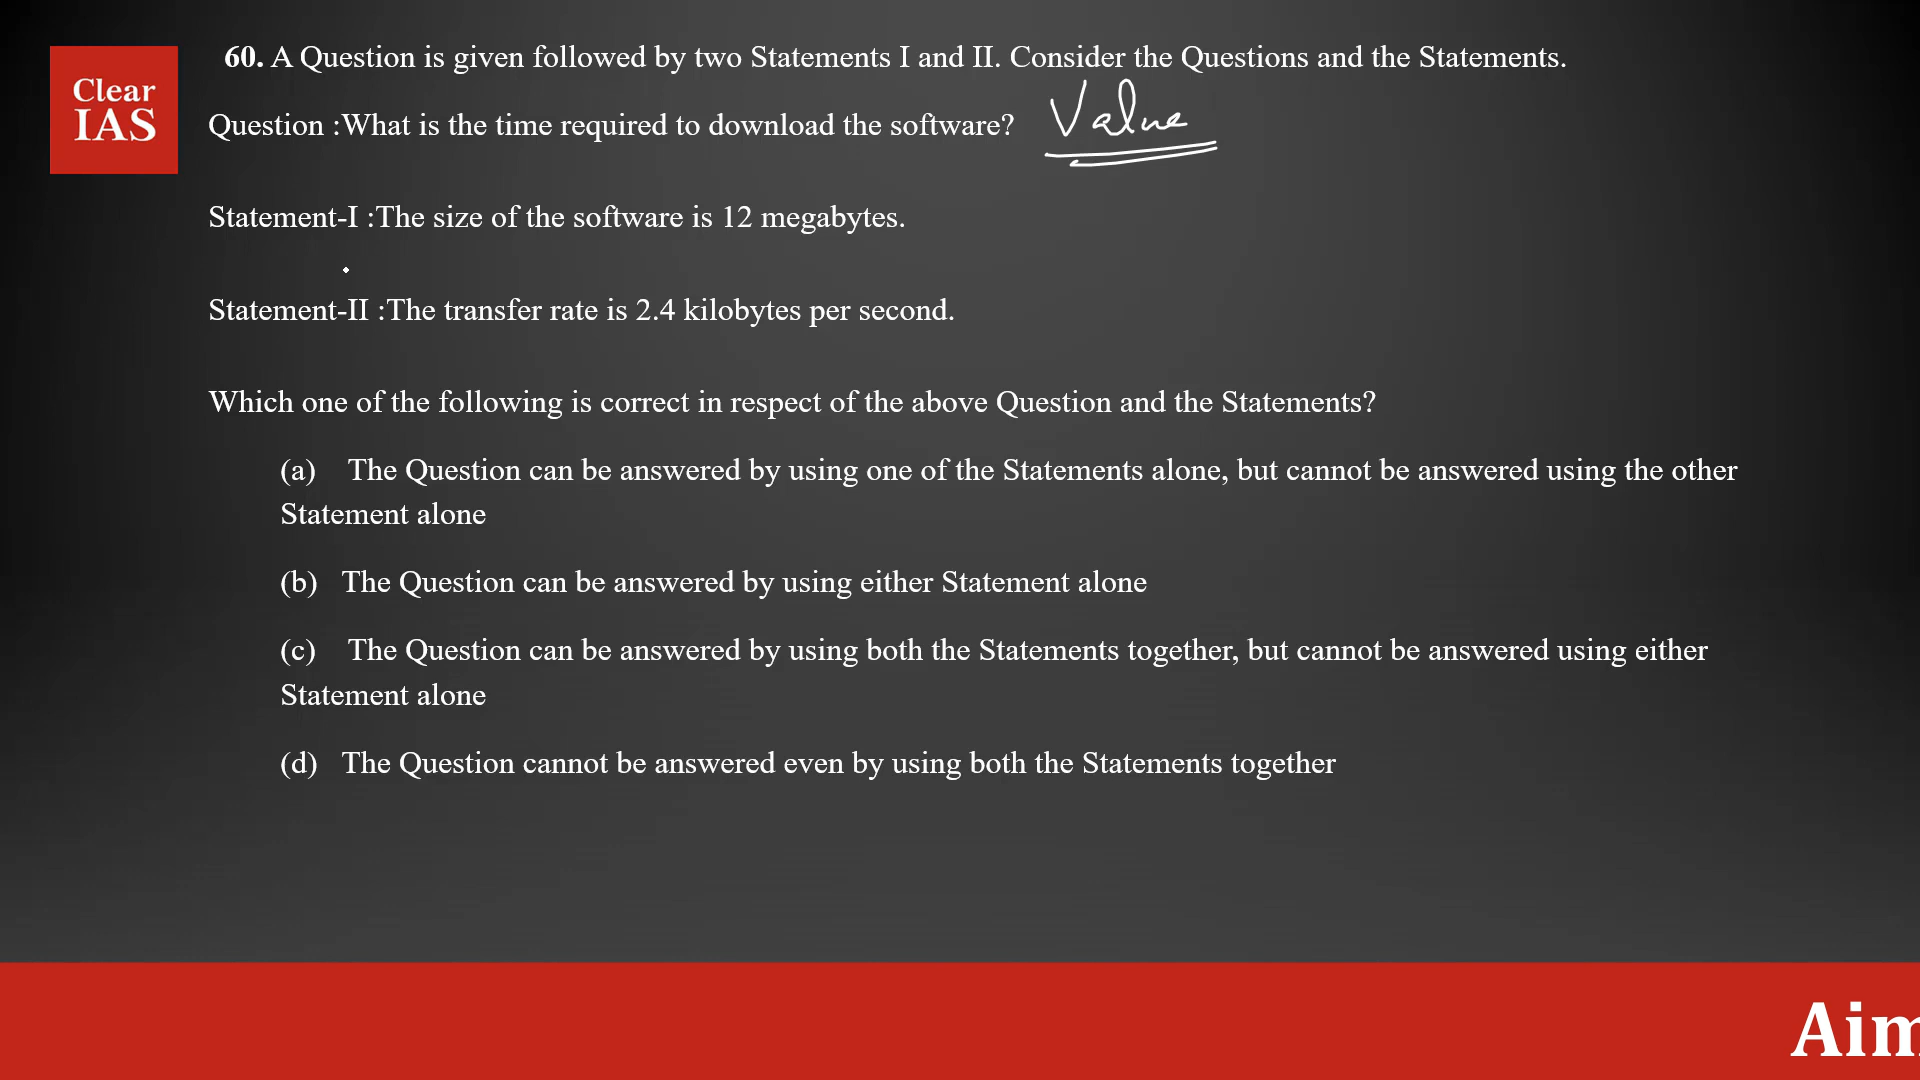 Clear
IAS
60. A Question is given followed by two Statements I and II. Consider the Questions and the Statements.
Question :What is the time required to download the software?
Value
Statement-I :The size of the software is 12 megabytes.
Statement-II :The transfer rate is 2.4 kilobytes per second.
Which one of the following is correct in respect of the above Question and the Statements?
(a) The Question can be answered by using one of the Statements alone, but cannot be answered using the other
Statement alone
(b) The Question can be answered by using either Statement alone
(c) The Question can be answered by using both the Statements together, but cannot be answered using either
Statement alone
(d) The Question cannot be answered even by using both the Statements together
Aim